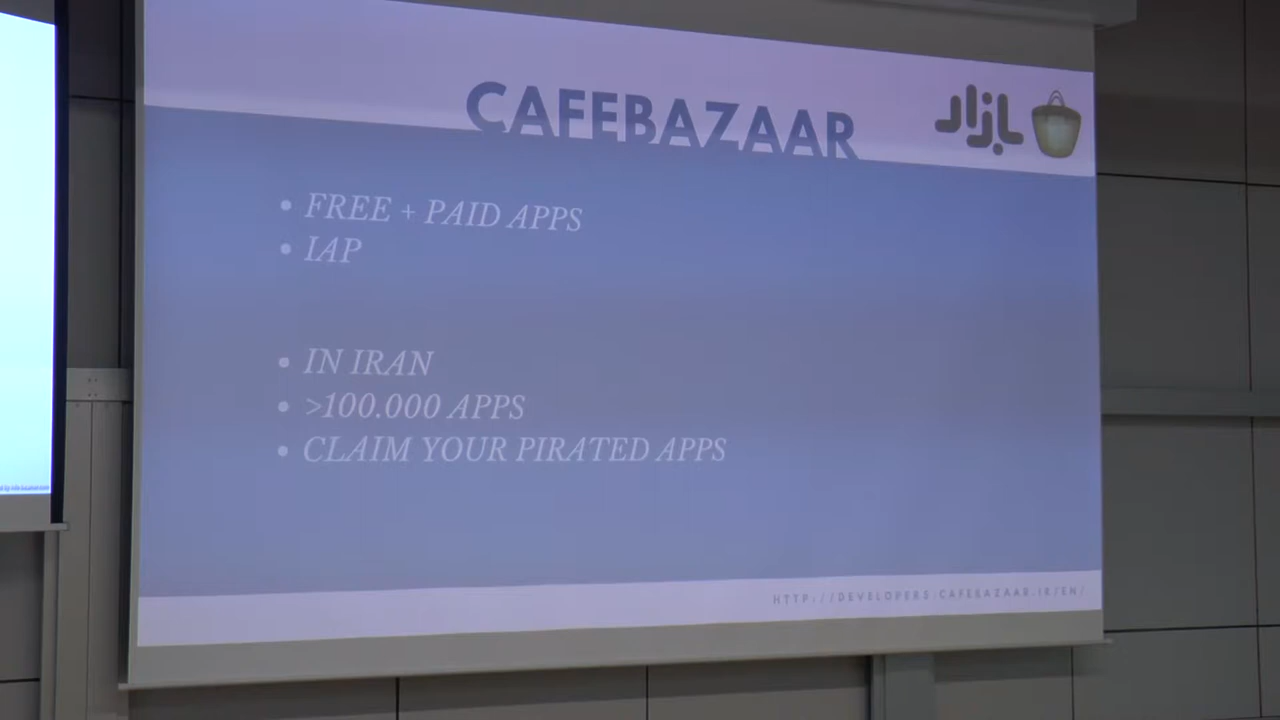 CAFEBAZAAR
بازار
• FREE + PAID APPS
• IAP
• IN IRAN
• >100.000 APPS
• CLAIM YOUR PIRATED APPS
HTTP://DEVELOPERS.CAFEBAZAAR.IR/EN/